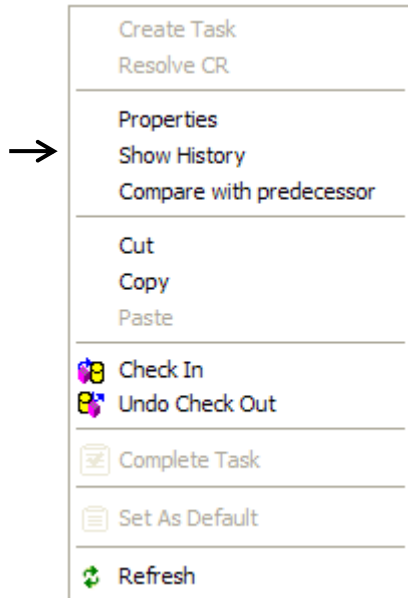 Create Task
Resolve CR
Properties
Show History
Compare with predecessor
Cut
Copy
Paste
Check In
Undo Check Out
Complete Task
Set As Default
Refresh